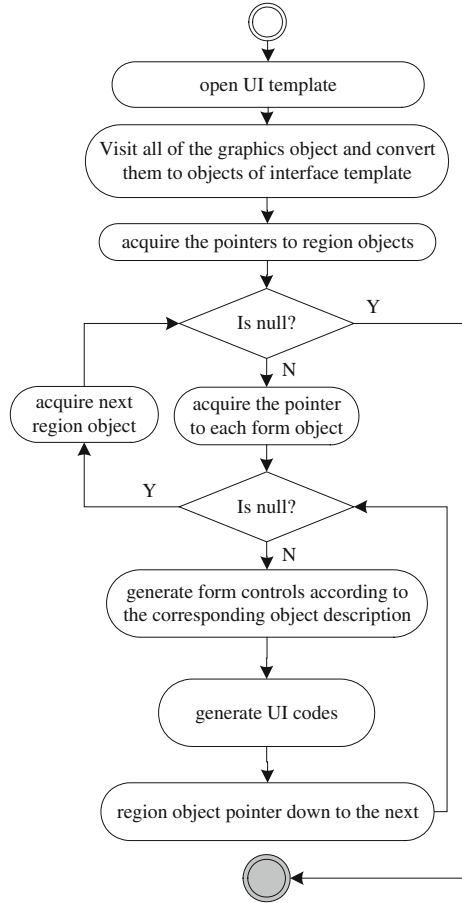 open UI template
Visit all of the graphics object and convert
them to objects of interface template
acquire the pointers to region objects
Is null?
Y
N
acquire next
region object
acquire the pointer
to each form object
Y
Is null?
N
generate form controls according to
the corresponding object description
generate UI codes
region object pointer down to the next